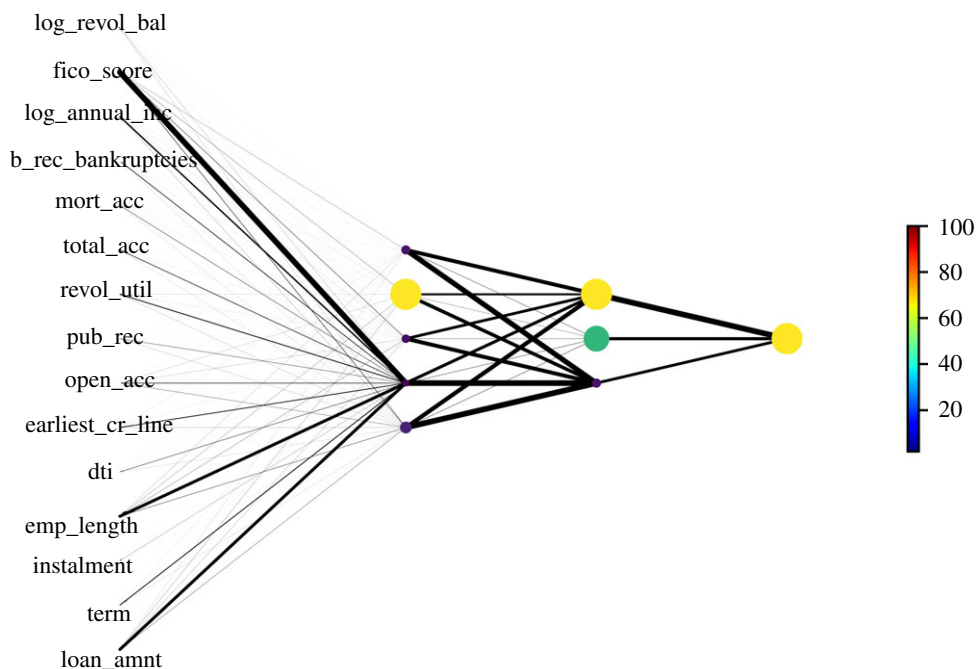 log_revol_bal
fico_score
log_annual_inc
b_rec_bankruptcies
mort_acc
total_acc
revol_util
pub_rec
open_acc
earliest_cr_line
dti
emp_length
instalment
term
loan_amnt
100
80
60
40
20